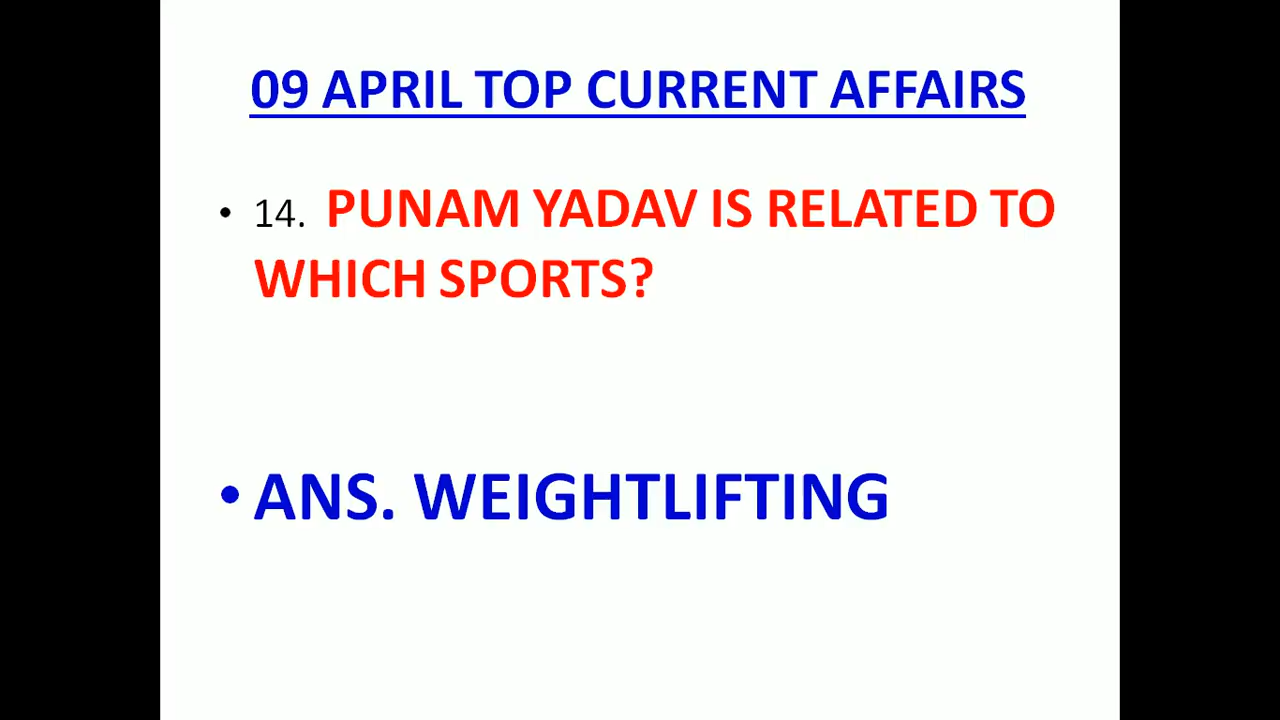 09 APRIL TOP CURRENT AFFAIRS
• 14. PUNAM YADAV IS RELATED TO
WHICH SPORTS?
• ANS. WEIGHTLIFTING